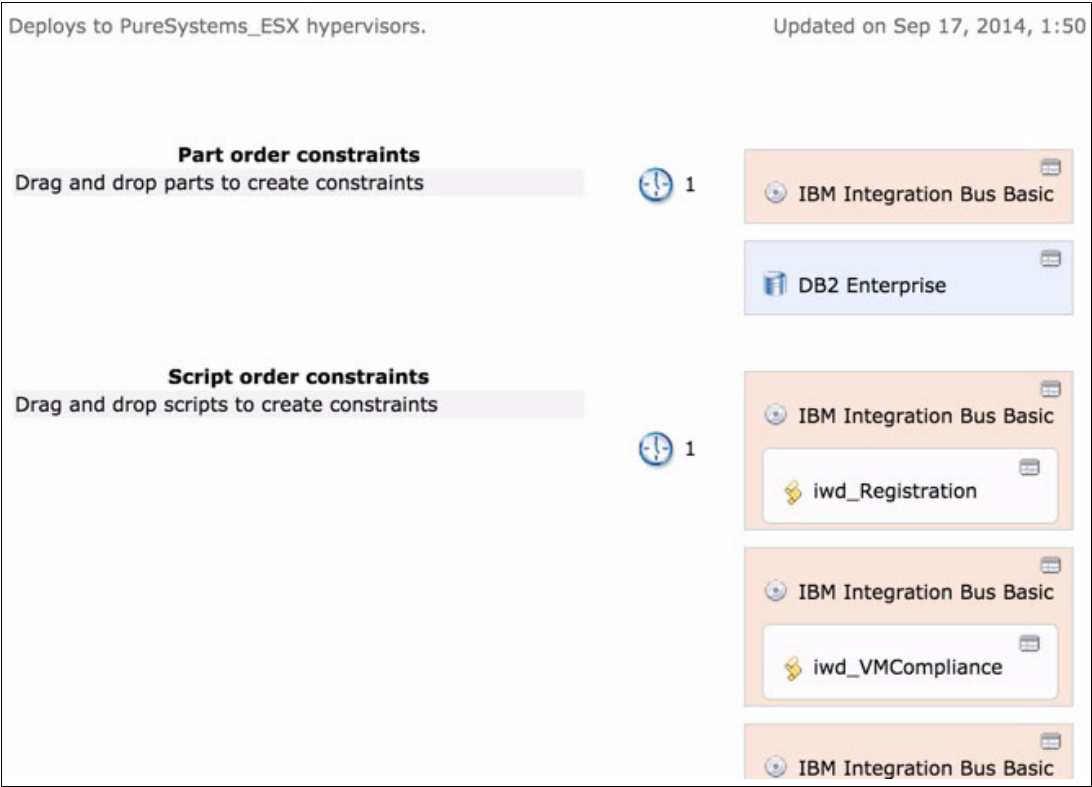 Deploys to PureSystems_ESX hypervisors.
Updated on Sep 17, 2014, 1:50
Part order constraints
Drag and drop parts to create constraints
1
IBM Integration Bus Basic
DB2 Enterprise
Script order constraints
Drag and drop scripts to create constraints
1
IBM Integration Bus Basic
iwd_Registration
IBM Integration Bus Basic
iwd_VMCompliance
IBM Integration Bus Basic